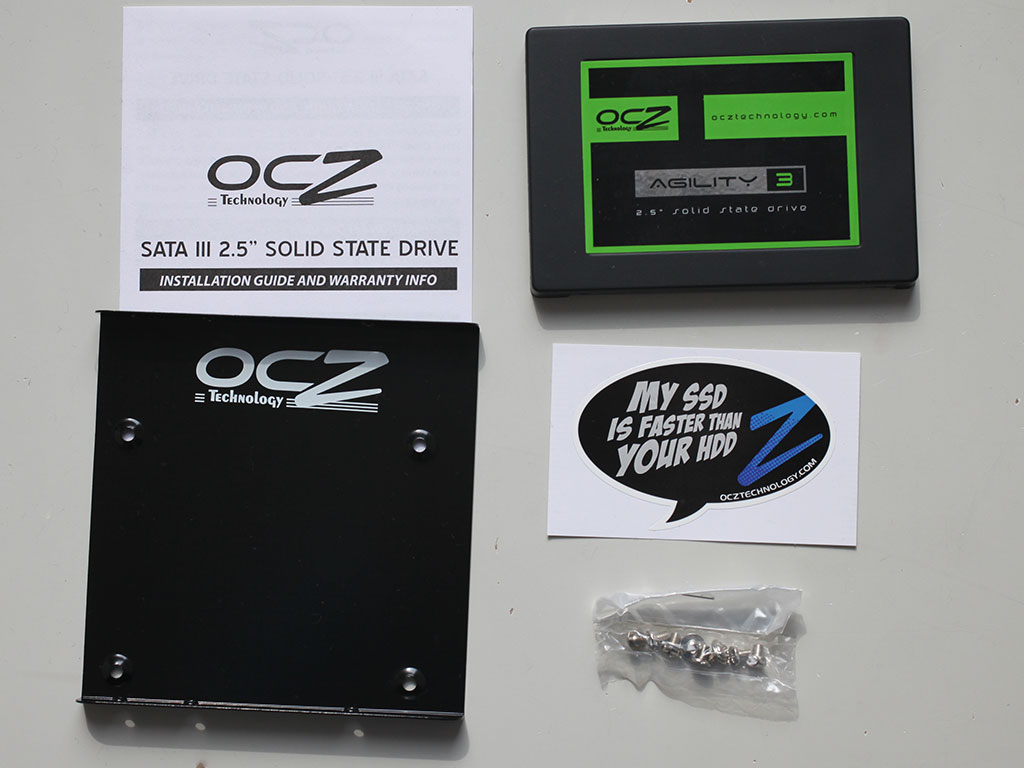 OCZ
Technology
SATA III 2.5" SOLID STATE DRIVE
INSTALLATION GUIDE AND WARRANTY INFO
OCZ
Technology
ocztechnology.com
AGILITY 3
2.5" solid state drive
OCZ
Technology
MY SSD
IS FASTER THAN
YOUR HDD
Z
OCZTECHNOLOGY.COM